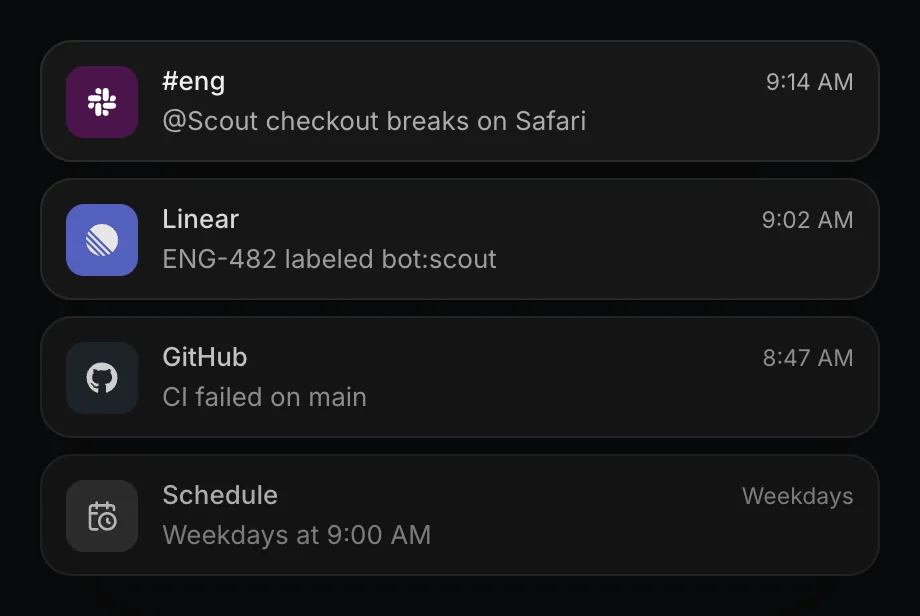 #eng
9:14 AM
@Scout checkout breaks on Safari
Linear
9:02 AM
ENG-482 labeled bot:scout
GitHub
8:47 AM
CI failed on main
Schedule
Weekdays
Weekdays at 9:00 AM